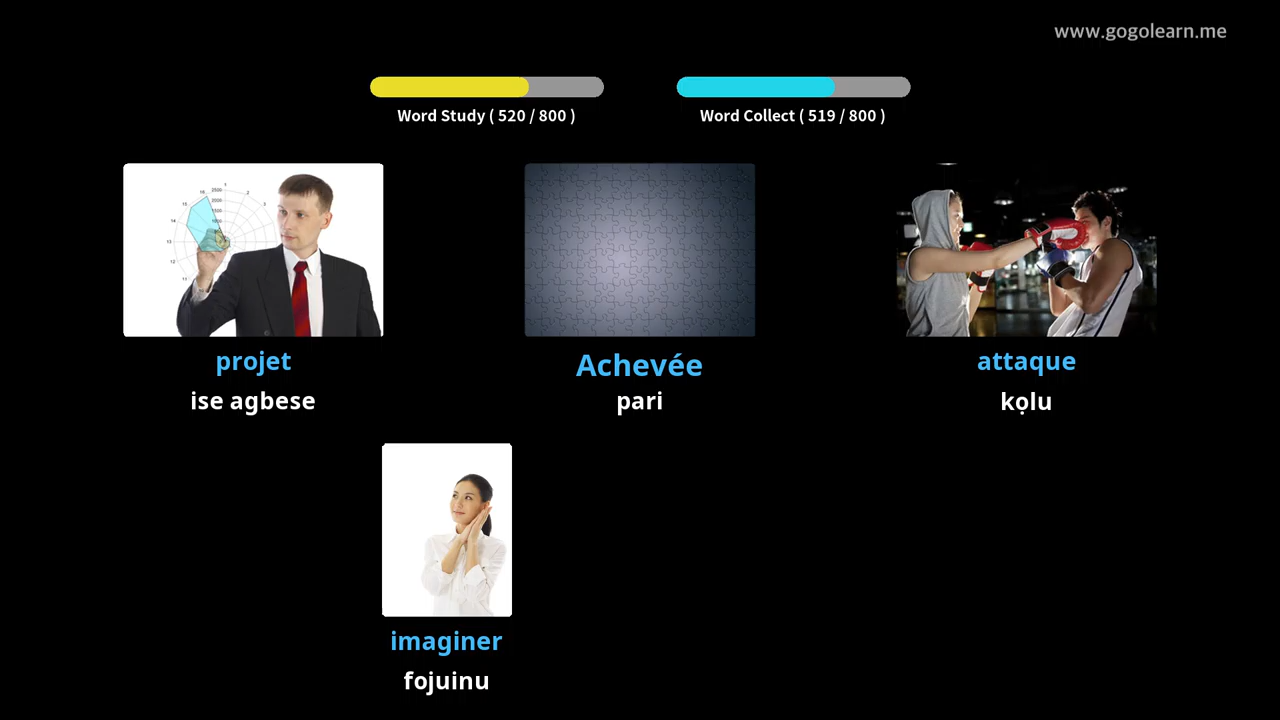 www.gogolearn.me
Word Study ( 520 / 800 )
Word Collect ( 519 / 800 )
projet
Achevée
attaque
ise agbese
pari
kọlu
imaginer
fojuinu